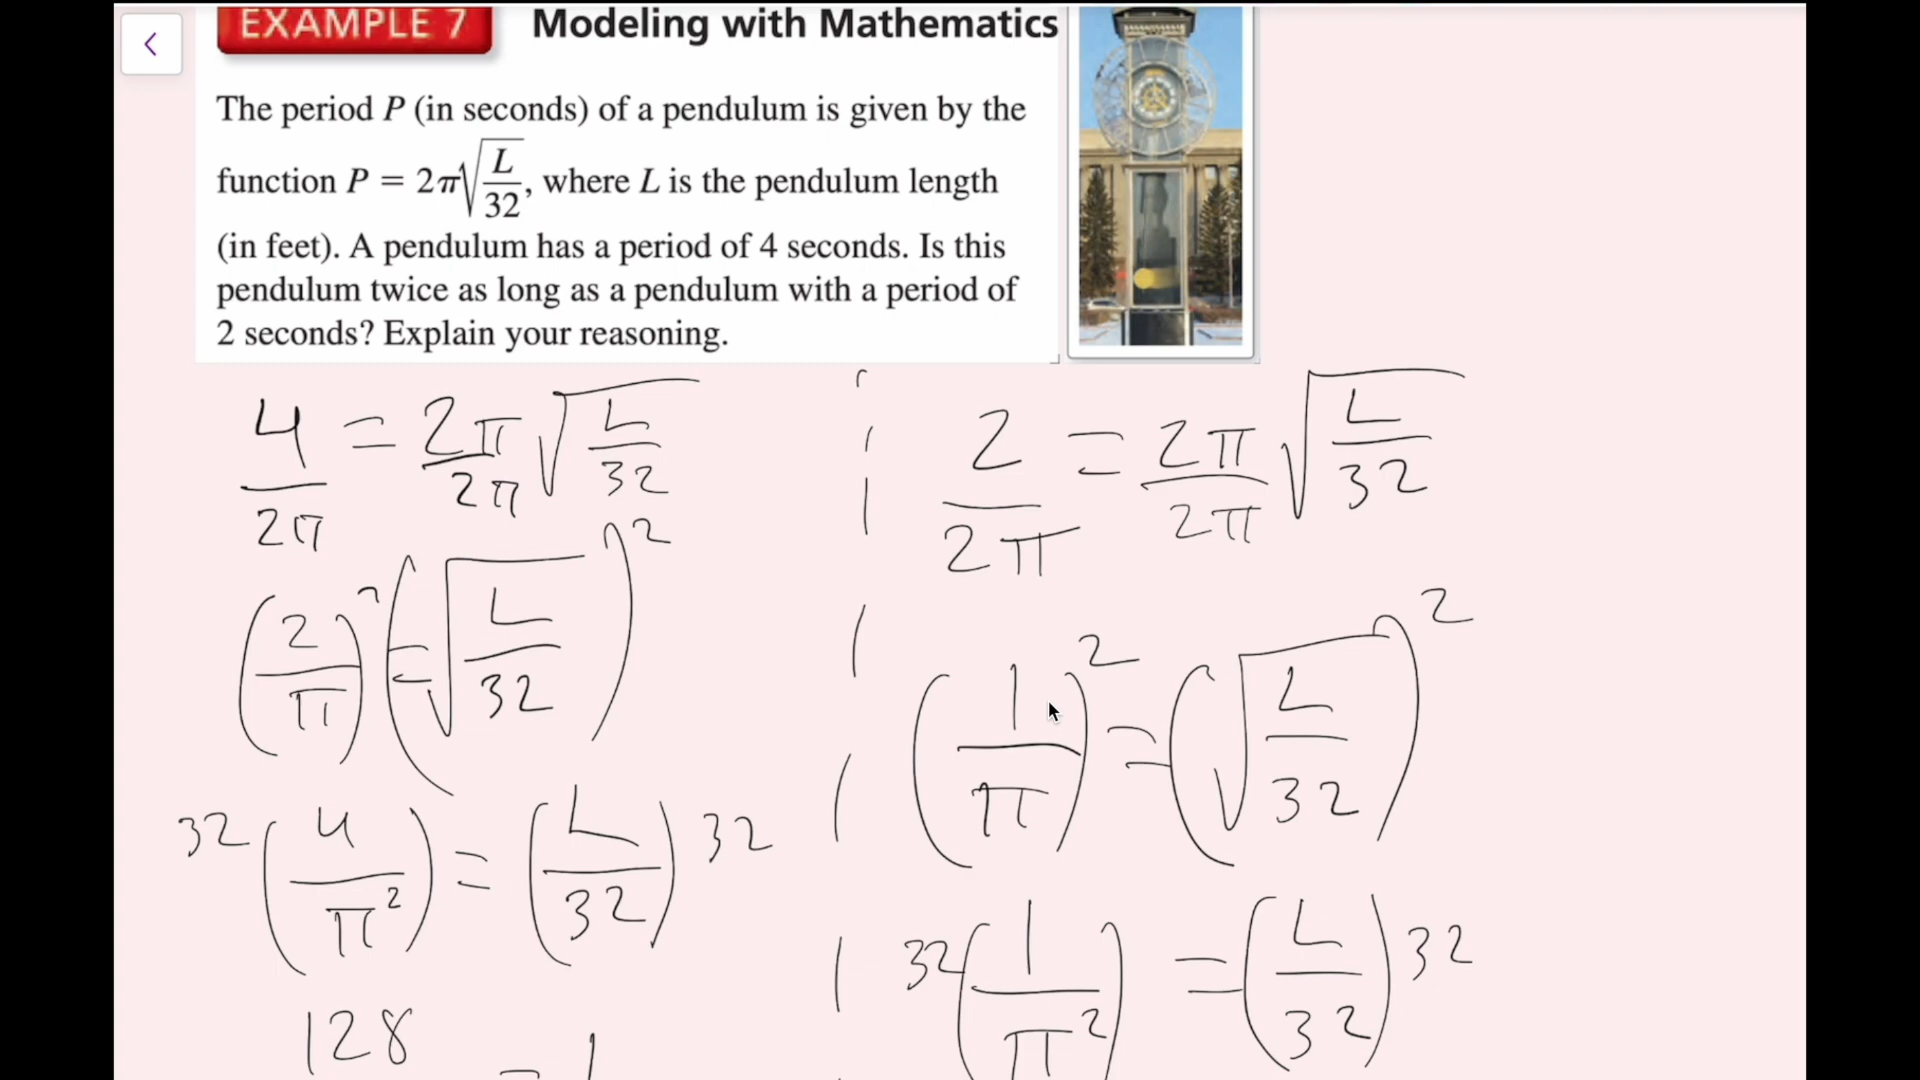 EXAMPLE 7 Modeling with Mathematics
The period P (in seconds) of a pendulum is given by the
function P = 2π√(L/32), where L is the pendulum length
(in feet). A pendulum has a period of 4 seconds. Is this
pendulum twice as long as a pendulum with a period of
2 seconds? Explain your reasoning.
4/2π = 2π/2π √(L/32)
(2/π)² = (√(L/32))²
32 (4/π²) = (L/32) 32
128 = L
2/2π = 2π/2π √(L/32)
(1/π)² = (√(L/32))²
32 (1/π²) = (L/32) 32